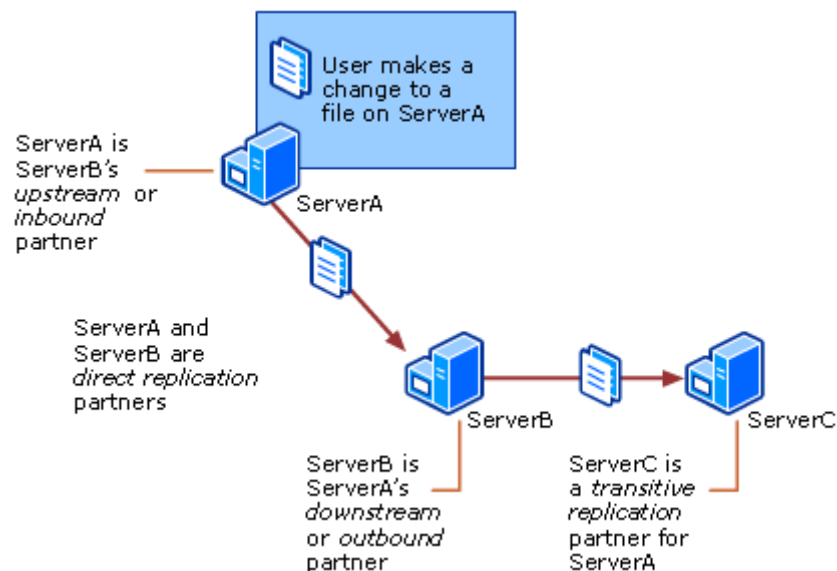 User makes a
change to a
file on ServerA
ServerA is
ServerB's
upstream or
inbound
partner
ServerA
ServerA and
ServerB are
direct replication
partners
ServerB
ServerC
ServerB is
ServerA's
downstream
or outbound
partner
ServerC is
a transitive
replication
partner for
ServerA